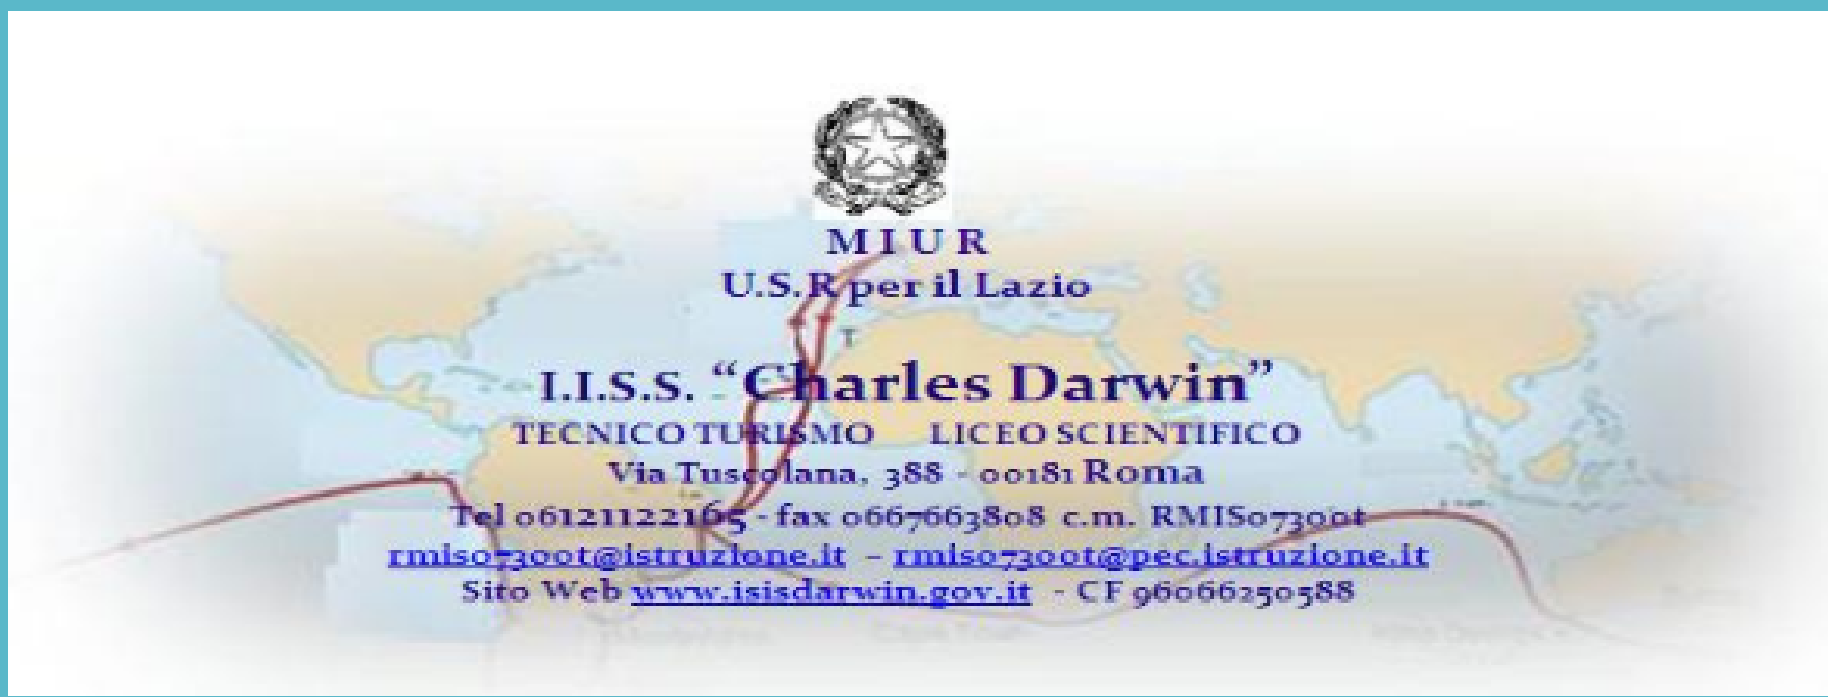 M I U R
U.S.R per il Lazio
I.I.S.S. “Charles Darwin”
TECNICO TURISMO LICEO SCIENTIFICO
Via Tuscolana, 388 - 00181 Roma
Tel 06121122165 - fax 0667663808 c.m. RMIS07300t
rmis07300t@istruzione.it – rmis07300t@pec.istruzione.it
Sito Web www.isisdarwin.gov.it - CF 96066250588